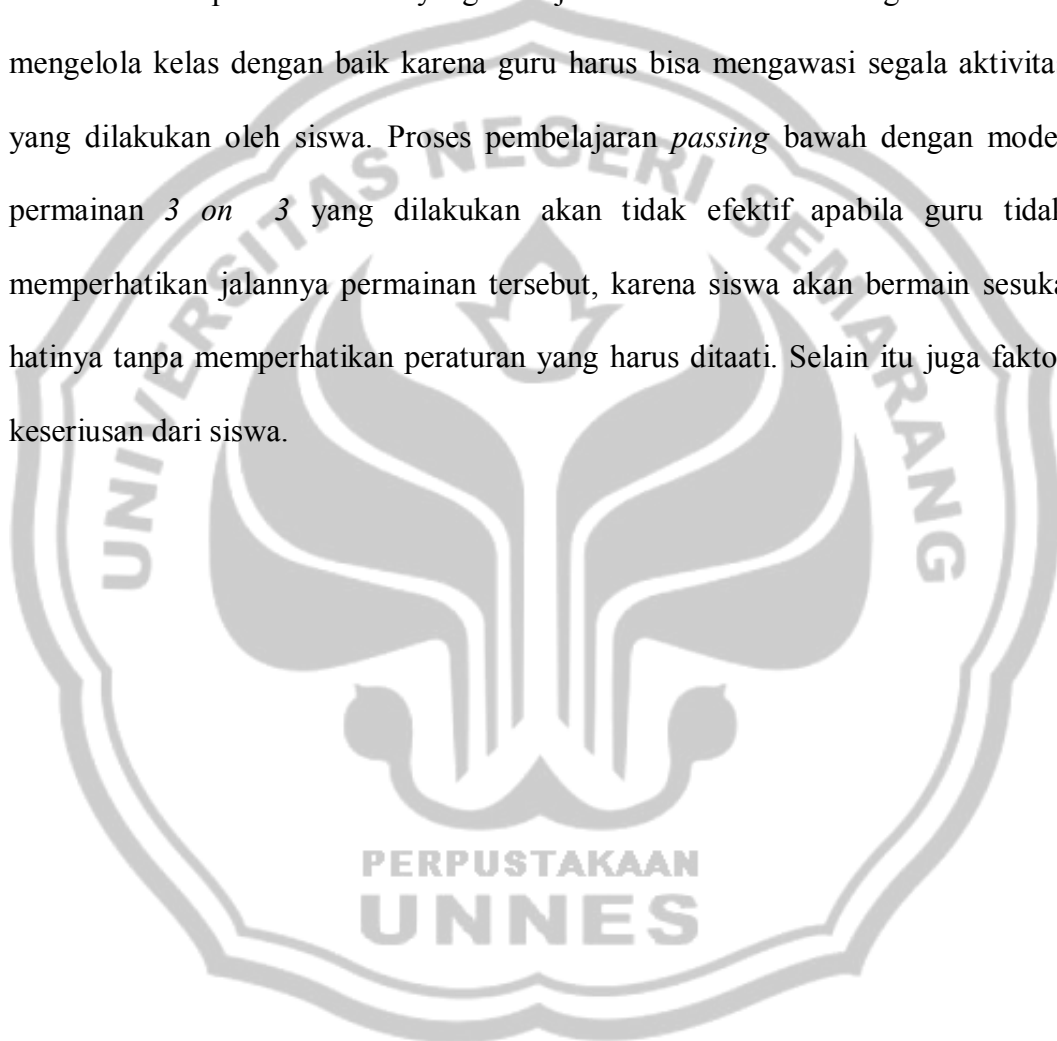 mengelola kelas dengan baik karena guru harus bisa mengawasi segala aktivita
yang dilakukan oleh siswa. Proses pembelajaran passing bawah dengan mode
permainan 3 on 3 yang dilakukan akan tidak efektif apabila guru tidak
memperhatikan jalannya permainan tersebut, karena siswa akan bermain sesuka
hatinya tanpa memperhatikan peraturan yang harus ditaati. Selain itu juga fakto
keseriusan dari siswa.
UNIVERSITAS NEGERI SEMARANG
PERPUSTAKAAN
UNNES